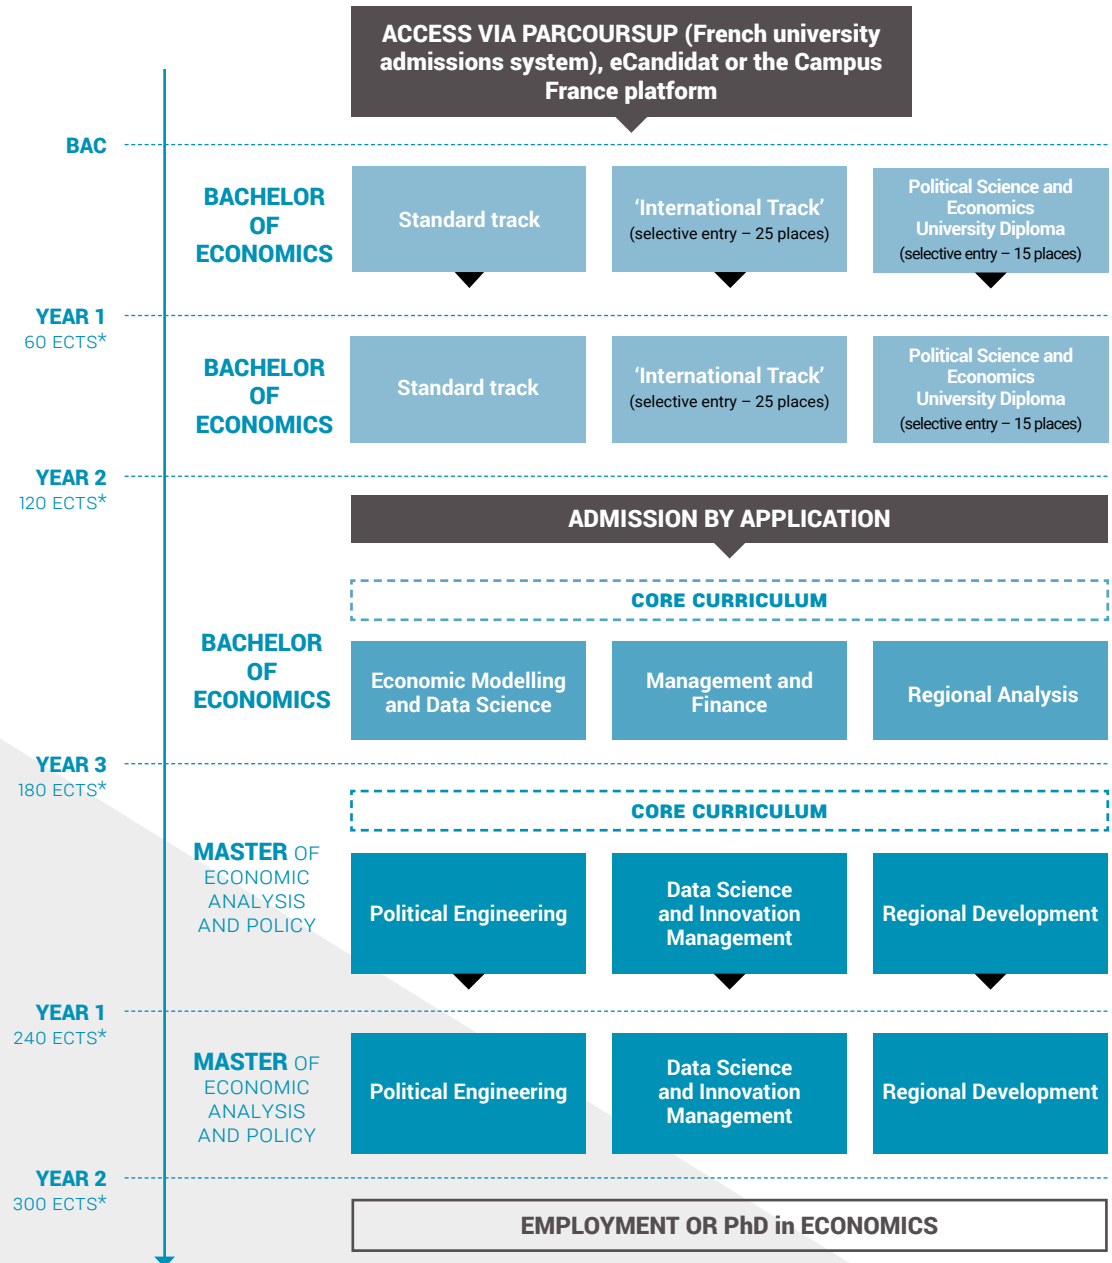 ACCESS VIA PARCOURSUP (French university
admissions system), eCandidat or the Campus
France platform
BAC
BACHELOR
OF
ECONOMICS
Standard track
‘International Track’
(selective entry – 25 places)
Political Science and
Economics
University Diploma
(selective entry – 15 places)
YEAR 1
60 ECTS*
BACHELOR
OF
ECONOMICS
Standard track
‘International Track’
(selective entry – 25 places)
Political Science and
Economics
University Diploma
(selective entry – 15 places)
YEAR 2
120 ECTS*
ADMISSION BY APPLICATION
CORE CURRICULUM
BACHELOR
OF
ECONOMICS
Economic Modelling
and Data Science
Management and
Finance
Regional Analysis
YEAR 3
180 ECTS*
CORE CURRICULUM
MASTER OF
ECONOMIC
ANALYSIS
AND POLICY
Political Engineering
Data Science
and Innovation
Management
Regional Development
YEAR 1
240 ECTS*
MASTER OF
ECONOMIC
ANALYSIS
AND POLICY
Political Engineering
Data Science
and Innovation
Management
Regional Development
YEAR 2
300 ECTS*
EMPLOYMENT OR PhD in ECONOMICS